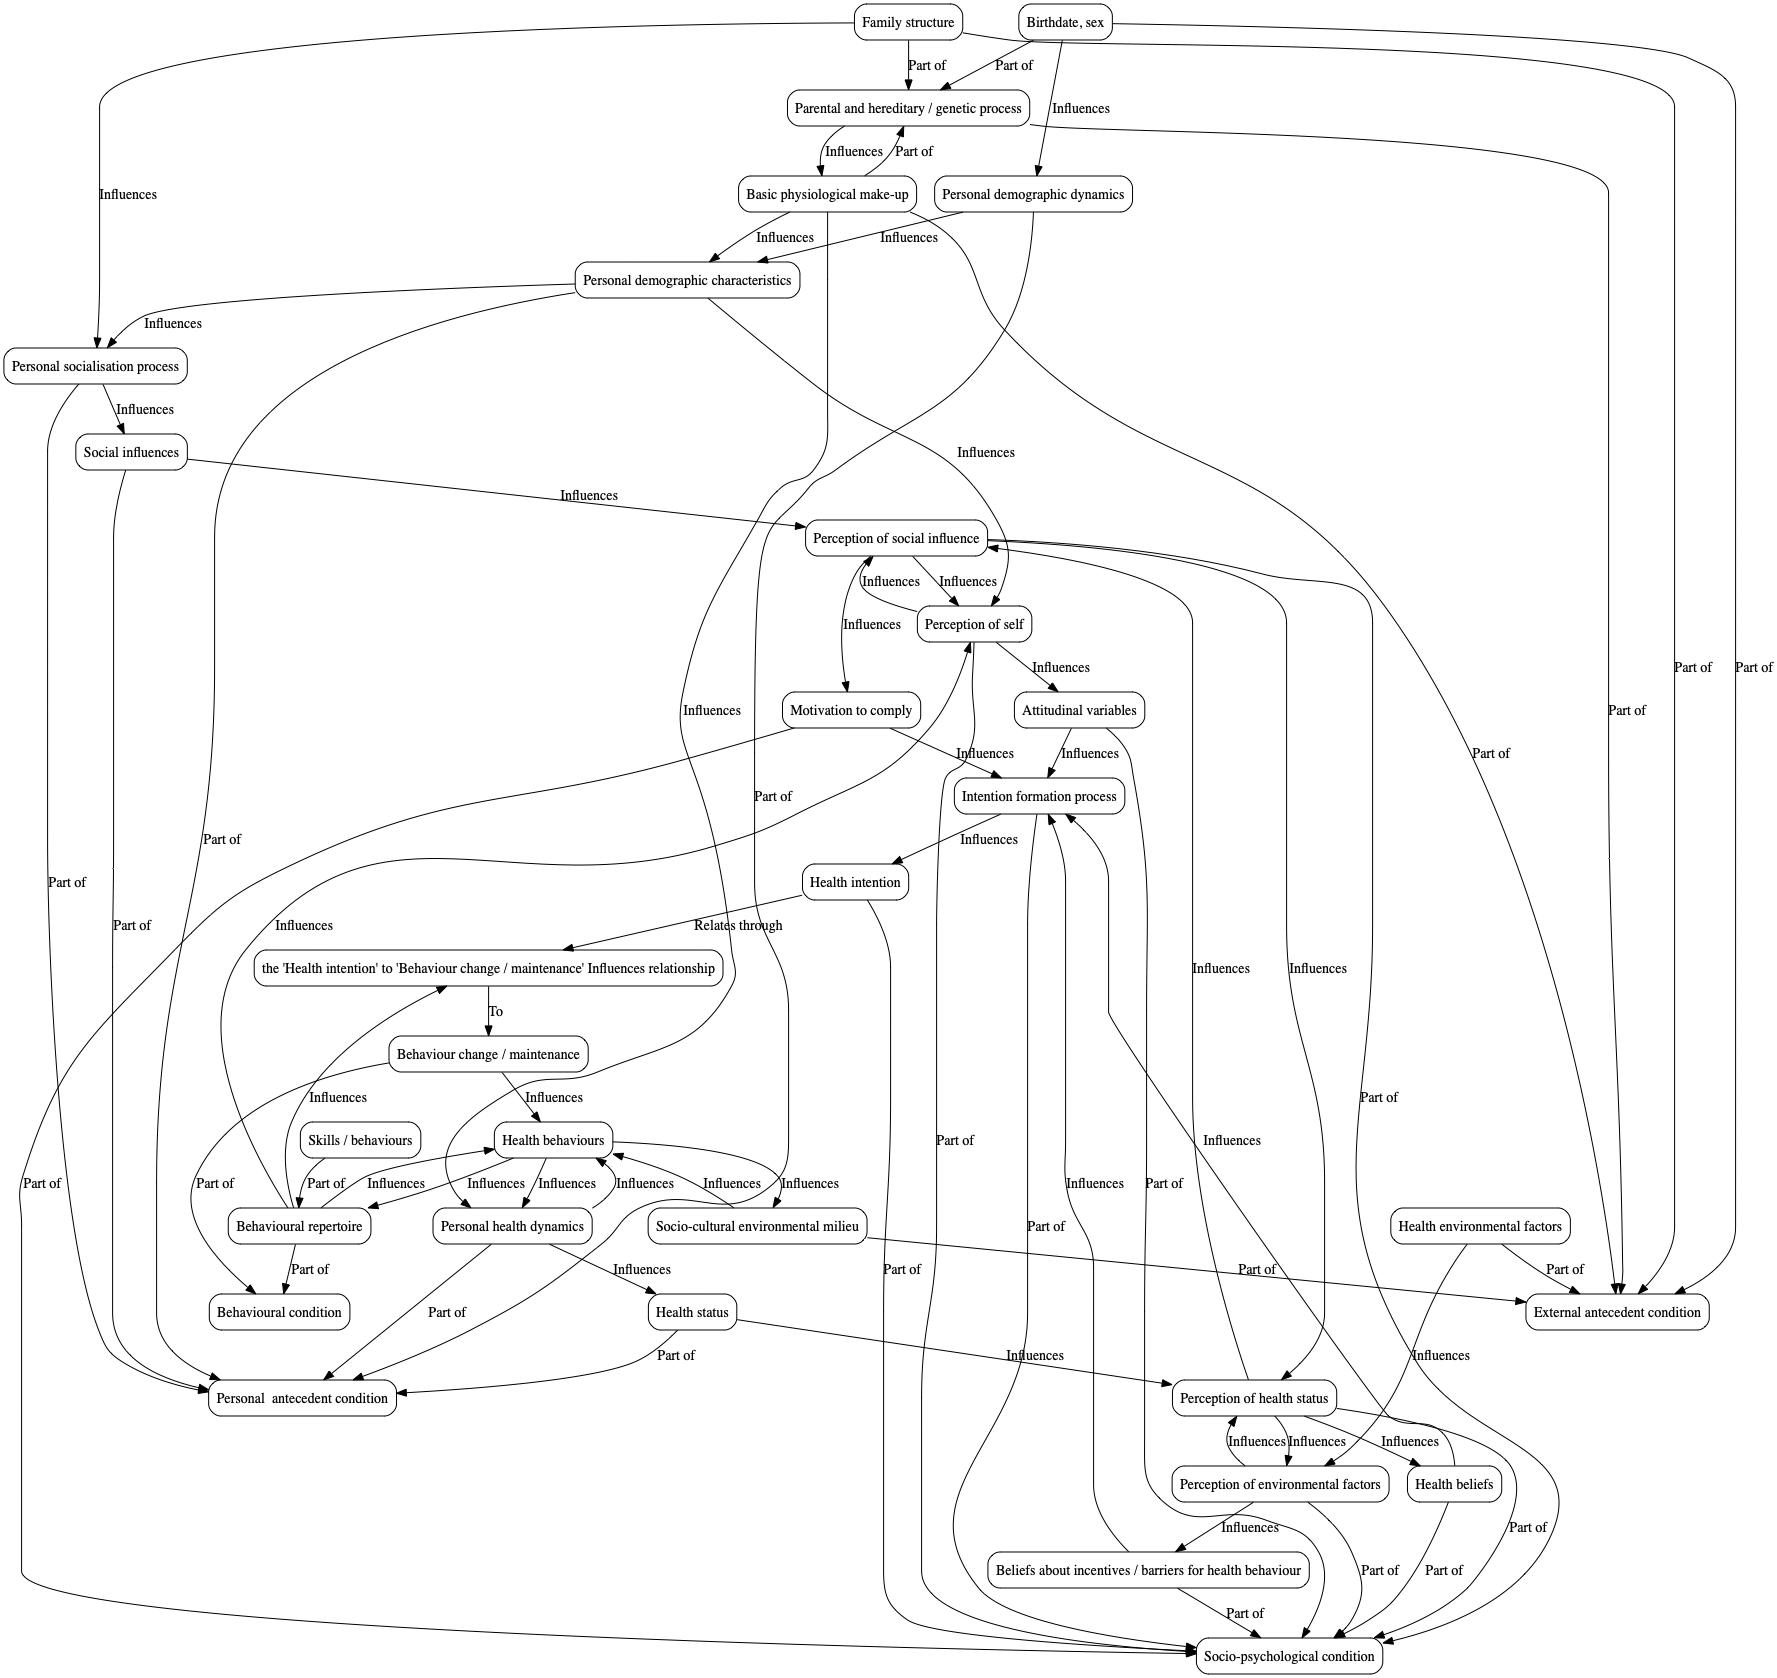 Family structure
Birthdate, sex
Part of
Part of
Parental and hereditary / genetic process
Influences
Influences
Part of
Influences
Basic physiological make-up
Personal demographic dynamics
Influences
Influences
Personal demographic characteristics
Influences
Personal socialisation process
Influences
Social influences
Influences
Influences
Perception of social influence
Influences
Influences
Influences
Perception of self
Influences
Part of
Part of
Influences
Motivation to comply
Attitudinal variables
Part of
Influences
Influences
Part of
Part of
Intention formation process
Part of
Influences
Part of
Health intention
Influences
Part of
Relates through
the 'Health intention' to 'Behaviour change / maintenance' Influences relationship
Influences
Influences
To
Behaviour change / maintenance
Influences
Influences
Part of
Skills / behaviours
Health behaviours
Part of
Influences
Part of
Part of
Part of
Influences
Influences
Influences
Influences
Influences
Influences
Influences
Part of
Behavioural repertoire
Personal health dynamics
Socio-cultural environmental milieu
Part of
Health environmental factors
Part of
Influences
Part of
Part of
Part of
Behavioural condition
Part of
Health status
External antecedent condition
Part of
Influences
Influences
Personal  antecedent condition
Perception of health status
Influences
Influences
Influences
Perception of environmental factors
Health beliefs
Influences
Part of
Beliefs about incentives / barriers for health behaviour
Part of
Part of
Part of
Socio-psychological condition